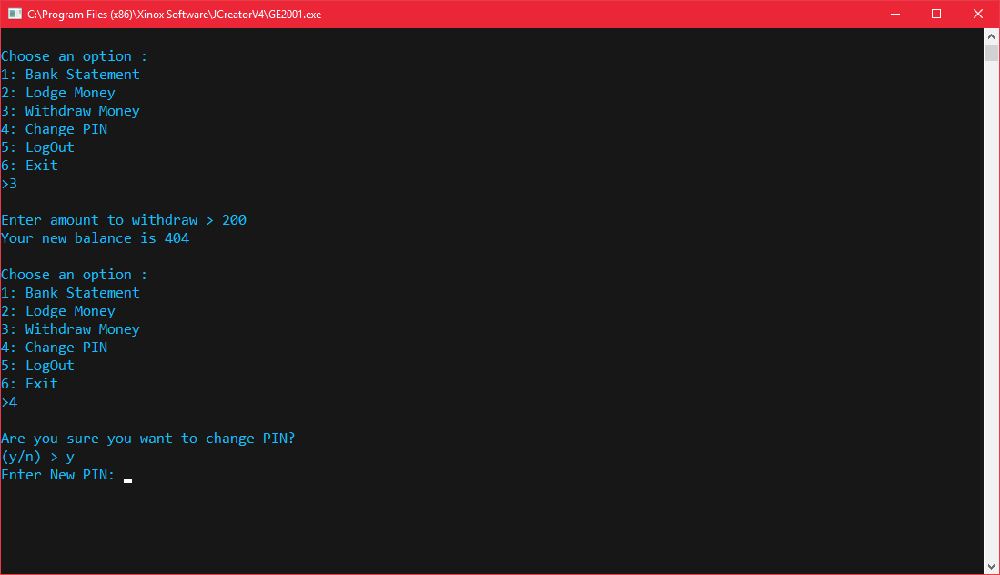 C:\Program Files (x86)\Xinox Software\JCreatorV4\GE2001.exe
Choose an option :
1: Bank Statement
2: Lodge Money
3: Withdraw Money
4: Change PIN
5: LogOut
6: Exit
>3
Enter amount to withdraw > 200
Your new balance is 404
Choose an option :
1: Bank Statement
2: Lodge Money
3: Withdraw Money
4: Change PIN
5: LogOut
6: Exit
>4
Are you sure you want to change PIN?
(y/n) > y
Enter New PIN: